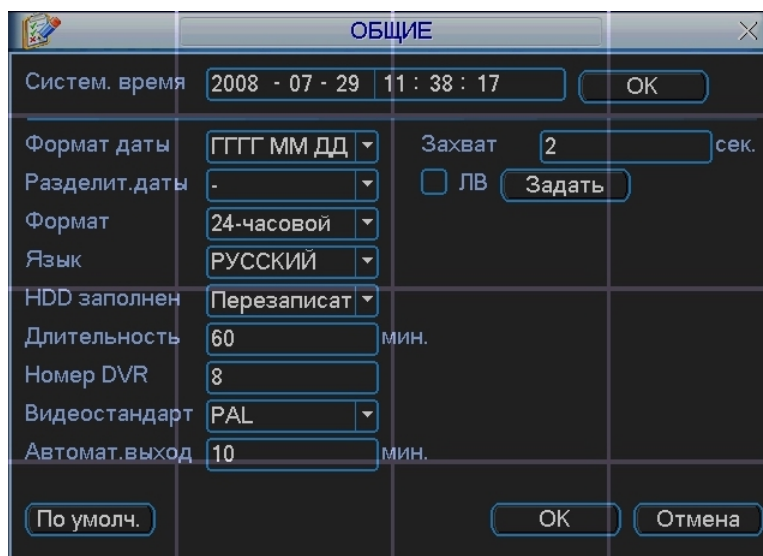 ОБЩИЕ
Систем. время 2008 - 07 - 29 11 : 38 : 17 OK
Формат даты ГГГГ ММ ДД Захват 2 сек.
Разделит.даты - ЛВ Задать
Формат 24-часовой
Язык РУССКИЙ
HDD заполнен Перезаписат
Длительность 60 мин.
Номер DVR 8
Видеостандарт PAL
Автомат.выход 10 мин.
По умолч. OK Отмена